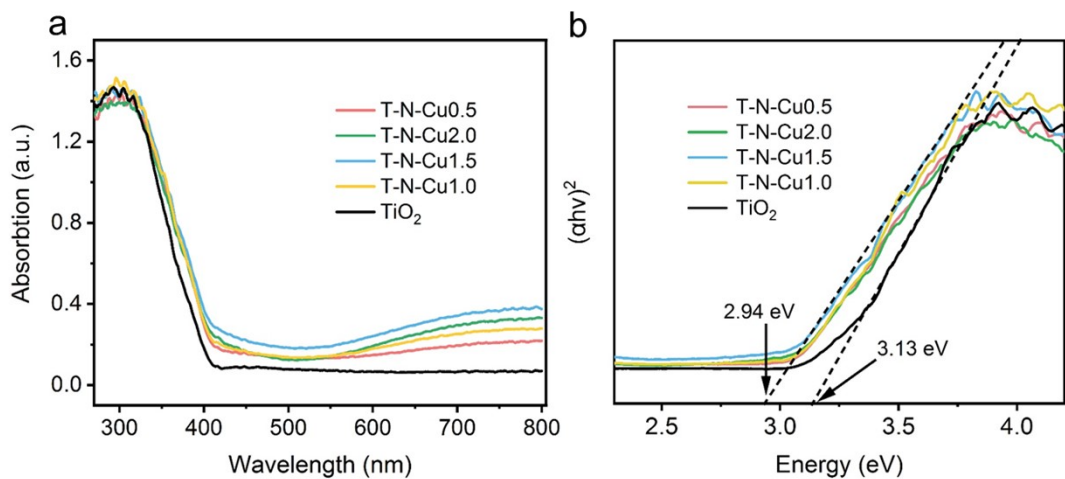 a
1.6
1.2
0.8
0.4
0.0
Absorbtion (a.u.)
300 400 500 600 700 800
Wavelength (nm)
T-N-Cu0.5
T-N-Cu2.0
T-N-Cu1.5
T-N-Cu1.0
TiO₂
b
(αhv)²
T-N-Cu0.5
T-N-Cu2.0
T-N-Cu1.5
T-N-Cu1.0
TiO₂
2.94 eV
3.13 eV
2.5 3.0 3.5 4.0
Energy (eV)